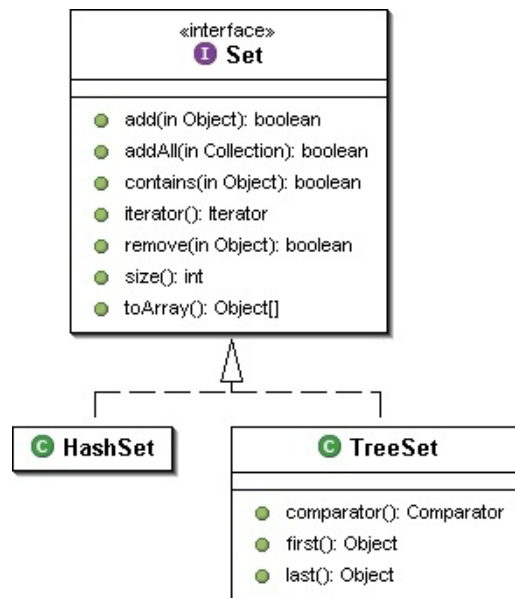 «interface»
I Set
add(in Object): boolean
addAll(in Collection): boolean
contains(in Object): boolean
iterator(): Iterator
remove(in Object): boolean
size(): int
toArray(): Object[]
C HashSet
C TreeSet
comparator(): Comparator
first(): Object
last(): Object